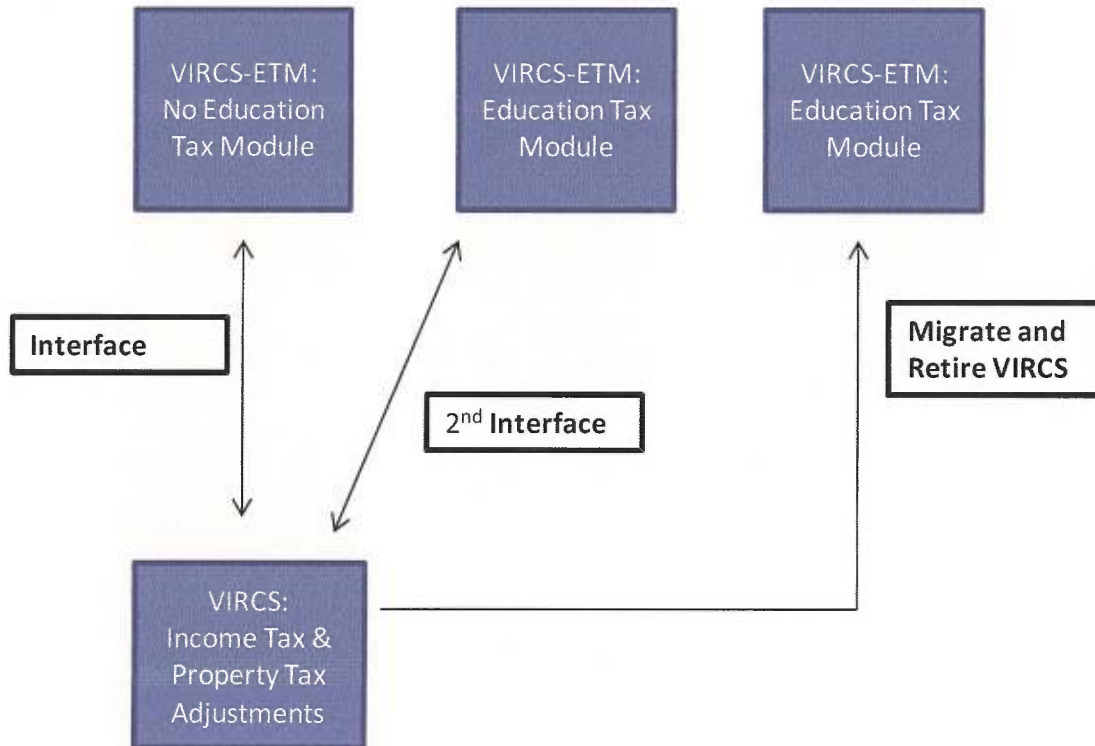 VIRCS-ETM:
No Education
Tax Module
VIRCS-ETM:
Education Tax
Module
VIRCS-ETM:
Education Tax
Module
Interface
2nd Interface
Migrate and
Retire VIRCS
VIRCS:
Income Tax &
Property Tax
Adjustments